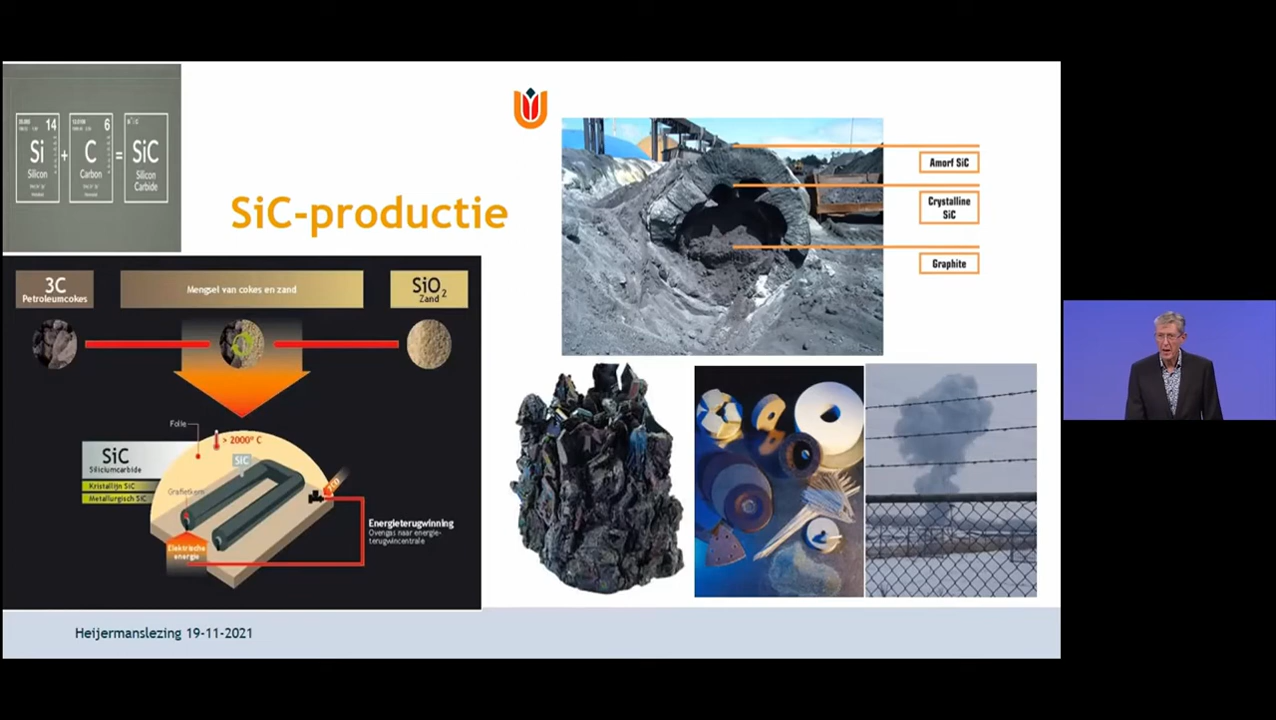 14
6
Si
+
C
=
SiC
Silicon
Carbon
Silicon
Carbide
SiC-productie
Amorf SiC
Crystalline
SiC
Graphite
3C
Petroleumcokes
Mengsel van cokes en zand
SiO2
Zand
Folie
> 2000° C
SiC
SiC
Siliciumcarbide
Kristallijn SiC
Metallurgisch SiC
Grafietkern
Elektrische
energie
Energieterugwinning
Ovengas naar energie-
terugwincentrale
Heijermanslezing 19-11-2021